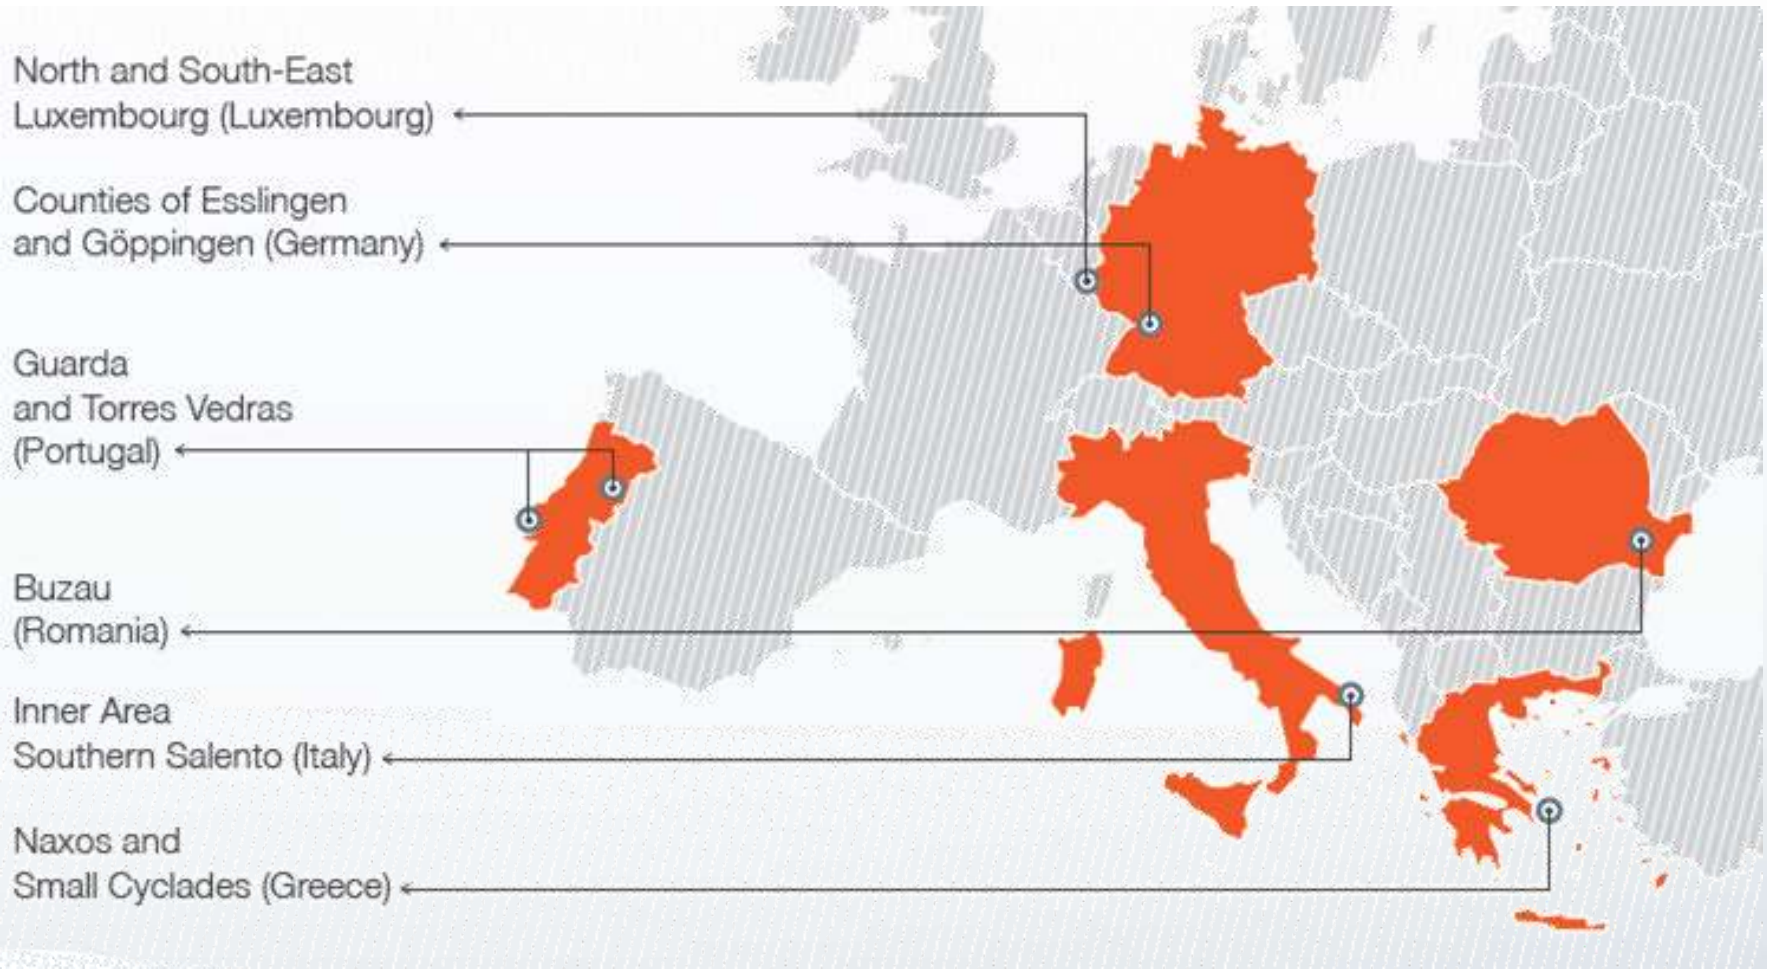 North and South-East
Luxembourg (Luxembourg)
Counties of Esslingen
and Göppingen (Germany)
Guarda
and Torres Vedras
(Portugal)
Buzau
(Romania)
Inner Area
Southern Salento (Italy)
Naxos and
Small Cyclades (Greece)